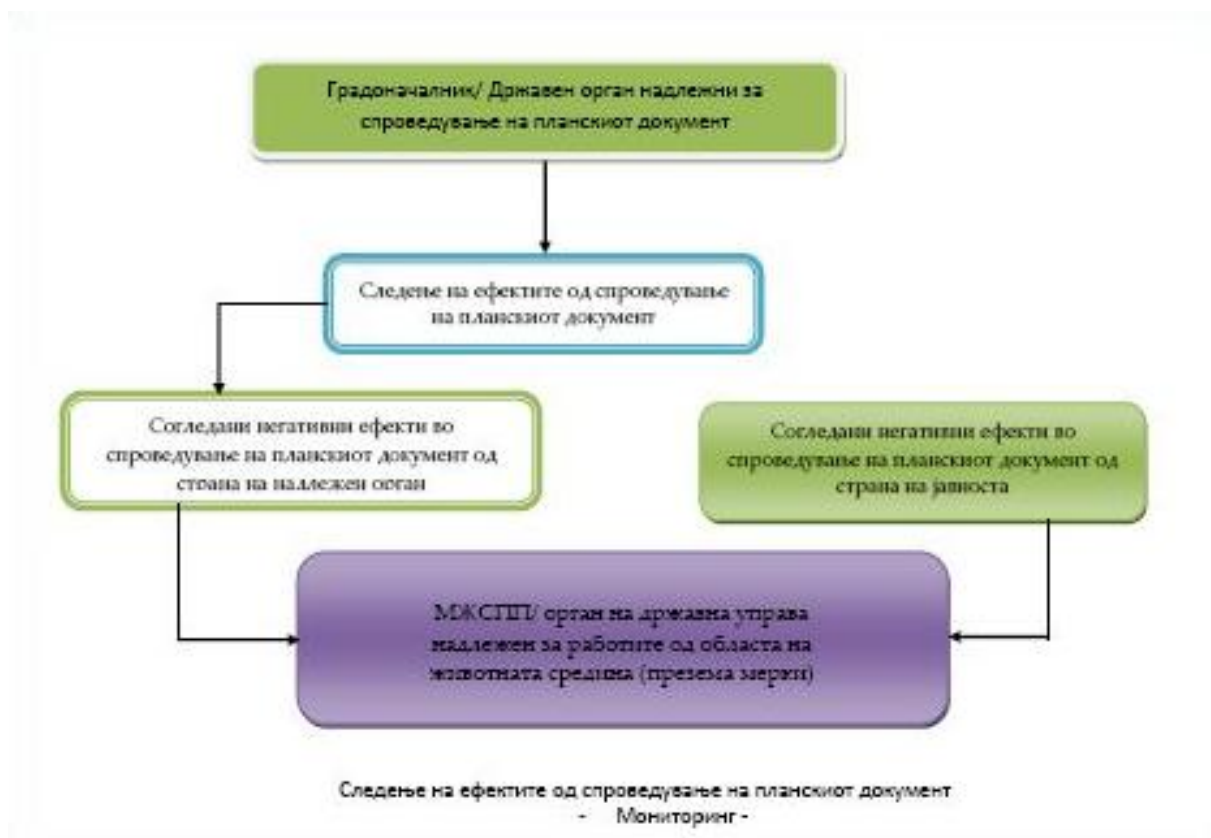 Градоначалник/ Државен орган надлежни за
спроведување на планскиот документ
Следење на ефектите од спроведување
на планскиот документ
Согледани негативни ефекти во
спроведување на планскиот документ од
страна на надлежен орган
Согледани негативни ефекти во
спроведување на планскиот документ од
страна на јавноста
МЖСПП/ орган на државна управа
надлежен за работите од областа на
животната средина (презема мерки)
Следење на ефектите од спроведување на планскиот документ
- Мониторинг -